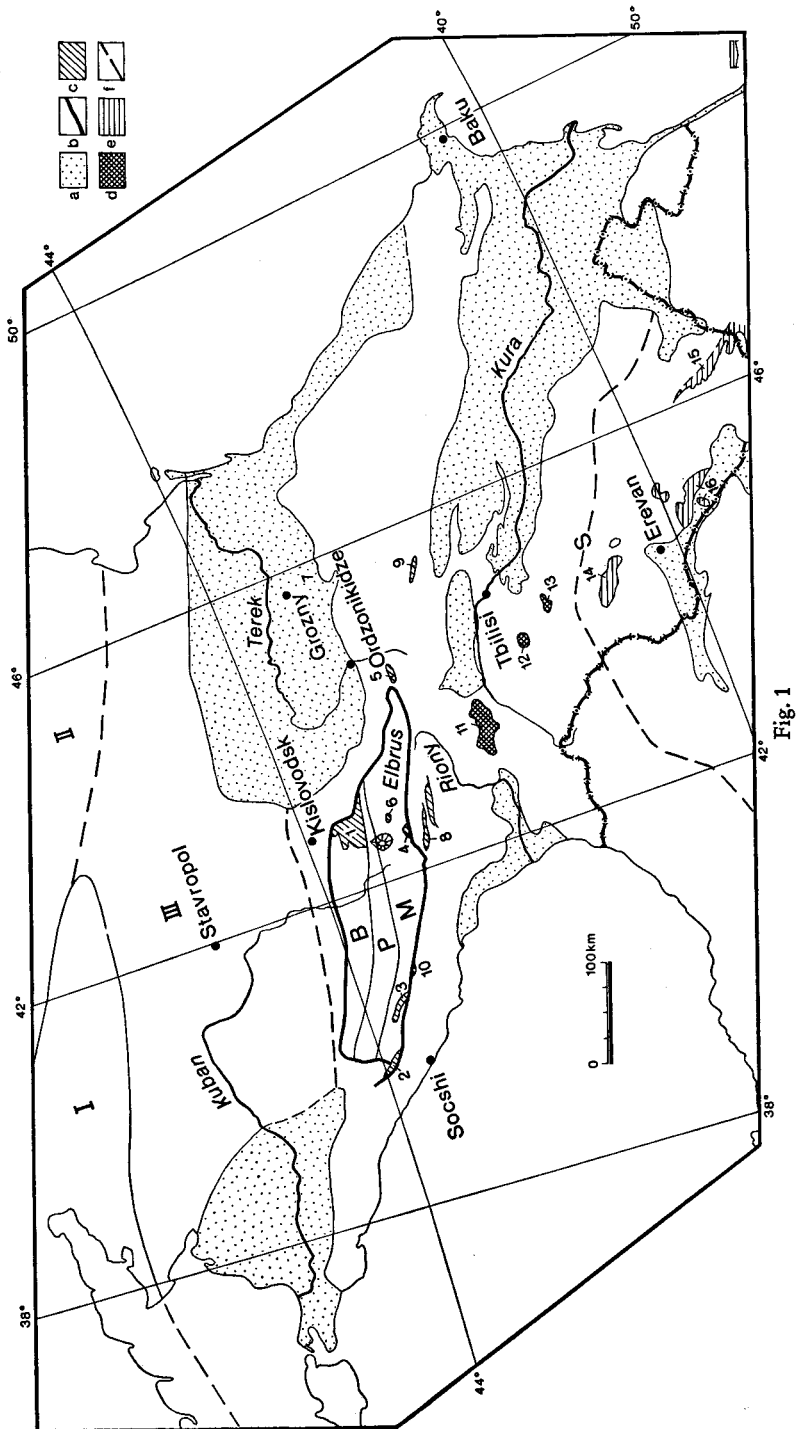 38°
42°
46°
50°
44°
a
b
c
d
e
f
I
II
III
Stavropol
Kuban
Kislovodsk
Terek
Grozny
7
5 Ordzonikidze
B
P
M
6
Elbrus
4
8
3
10
2
Socshi
Riony
9
11
Tbilisi
12
13
Kura
Baku
40°
50°
S
14
Erevan
15
16
44°
0 100km
38°
42°
46°
Fig. 1